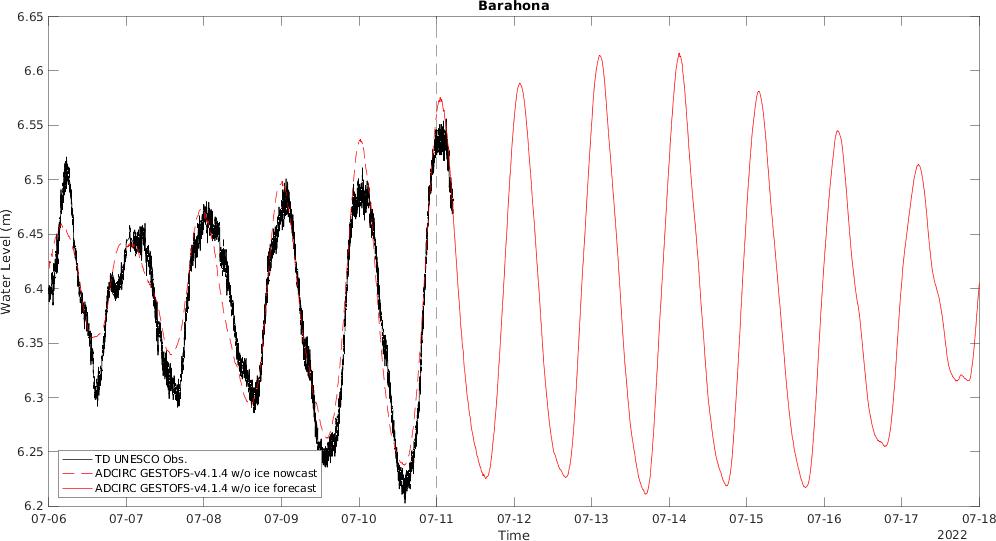 Barahona
6.65
6.6
6.55
6.5
6.45
6.4
6.35
6.3
6.25
6.2
Water Level (m)
TD UNESCO Obs.
ADCIRC GESTOFS-v4.1.4 w/o ice nowcast
ADCIRC GESTOFS-v4.1.4 w/o ice forecast
07-06 07-07 07-08 07-09 07-10 07-11 07-12 07-13 07-14 07-15 07-16 07-17 07-18
Time
2022